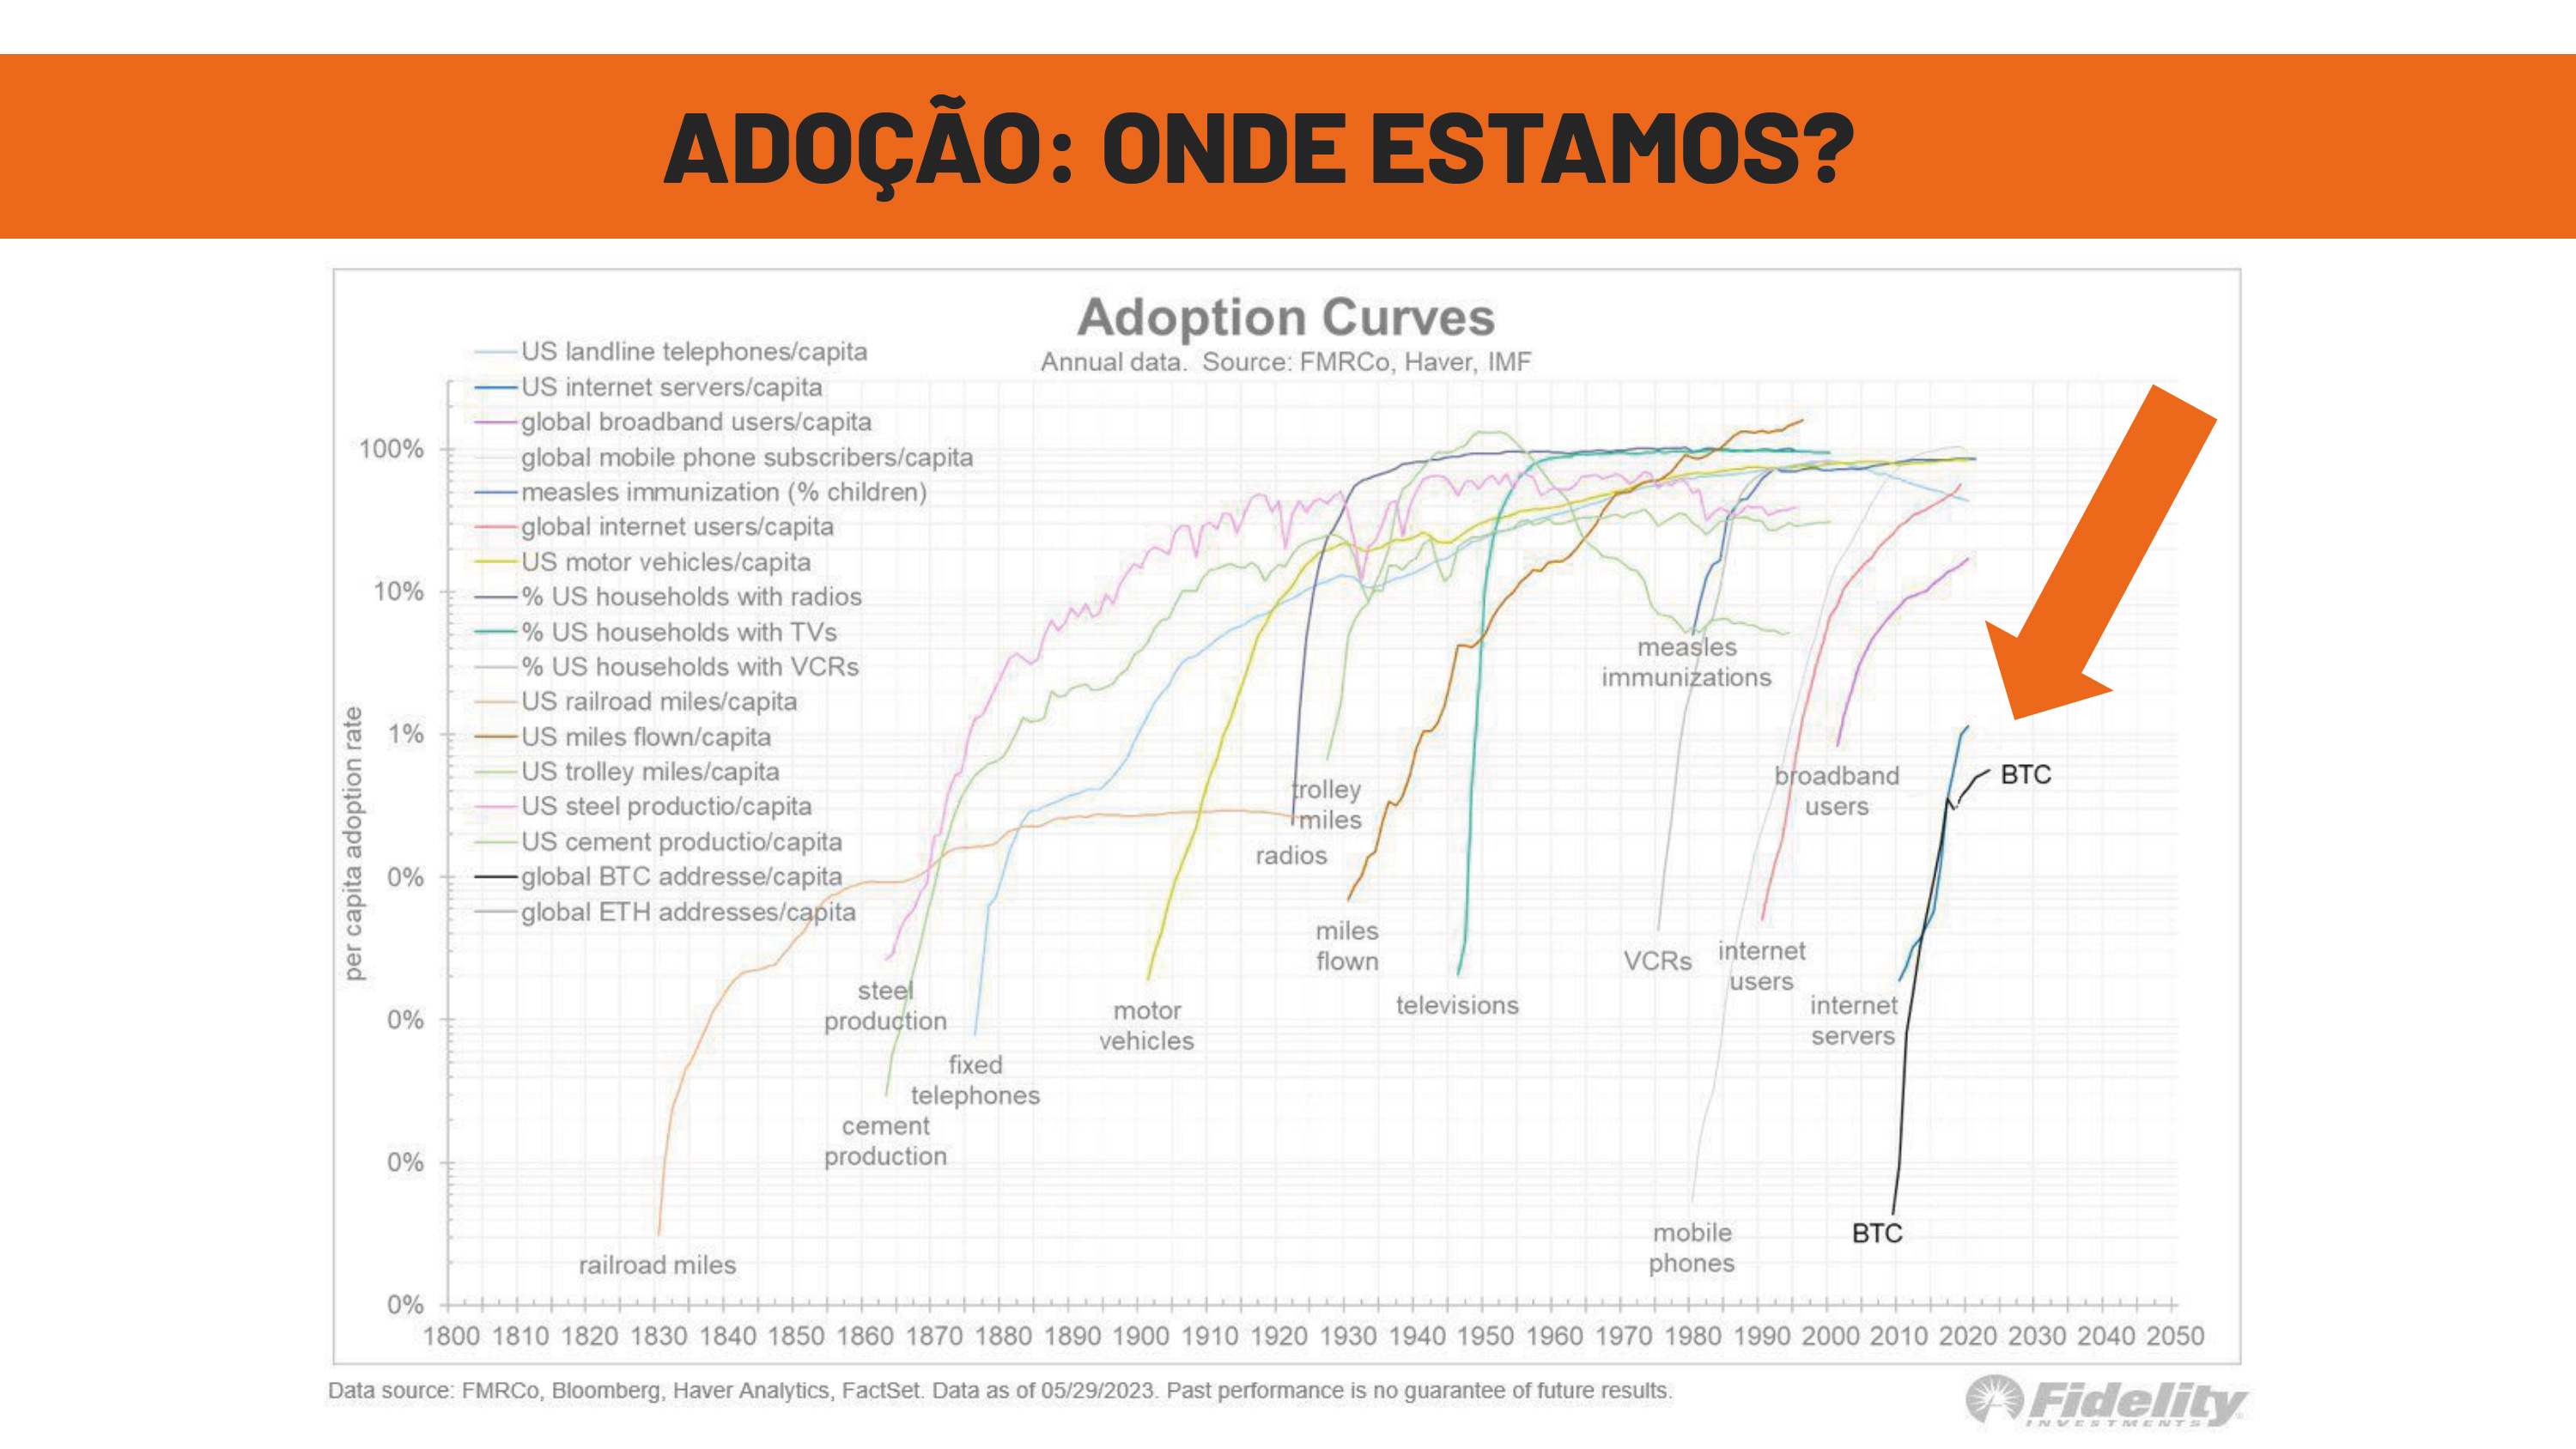 ADOÇÃO: ONDE ESTAMOS?
Adoption Curves
Annual data. Source: FMRCo, Haver, IMF
US landline telephones/capita
US internet servers/capita
global broadband users/capita
global mobile phone subscribers/capita
measles immunization (% children)
global internet users/capita
US motor vehicles/capita
% US households with radios
% US households with TVs
% US households with VCRs
US railroad miles/capita
US miles flown/capita
US trolley miles/capita
US steel productio/capita
US cement productio/capita
global BTC addresse/capita
global ETH addresses/capita
per capita adoption rate
100%
10%
1%
0%
0%
0%
0%
measles
immunizations
trolley
miles
radios
broadband
users
BTC
miles
flown
VCRs
internet
users
steel
production
motor
vehicles
televisions
internet
servers
fixed
telephones
cement
production
mobile
phones
BTC
railroad miles
1800 1810 1820 1830 1840 1850 1860 1870 1880 1890 1900 1910 1920 1930 1940 1950 1960 1970 1980 1990 2000 2010 2020 2030 2040 2050
Data source: FMRCo, Bloomberg, Haver Analytics, FactSet. Data as of 05/29/2023. Past performance is no guarantee of future results.
Fidelity
INVESTMENTS